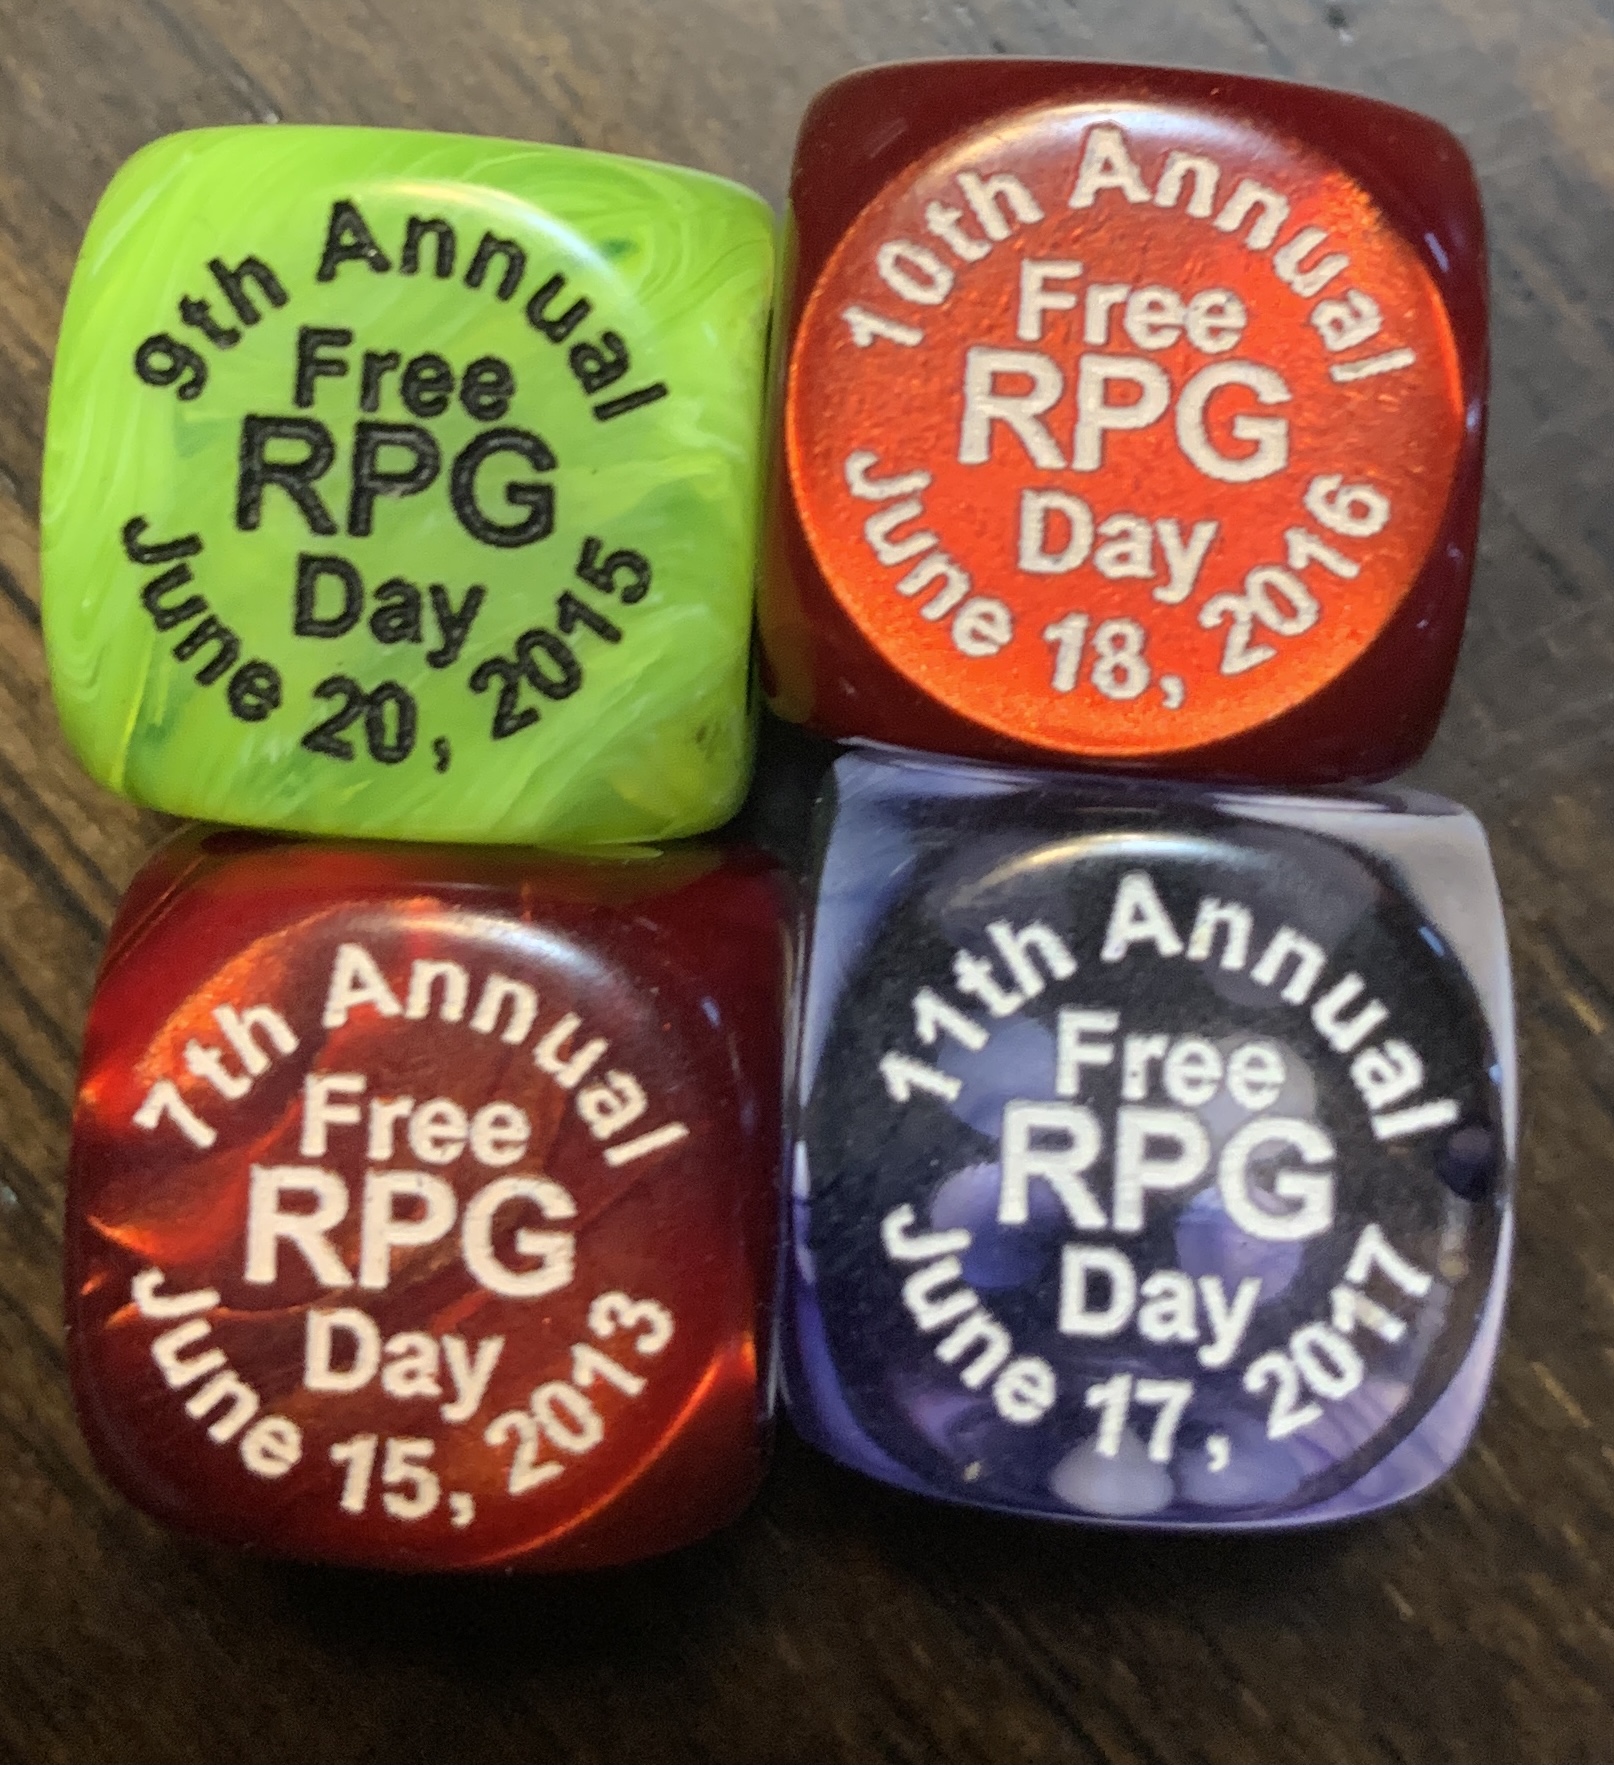 9th Annual
Free
RPG
Day
June 20, 2015
10th Annual
Free
RPG
Day
June 18, 2016
7th Annual
Free
RPG
Day
June 15, 2013
11th Annual
Free
RPG
Day
June 17, 2017